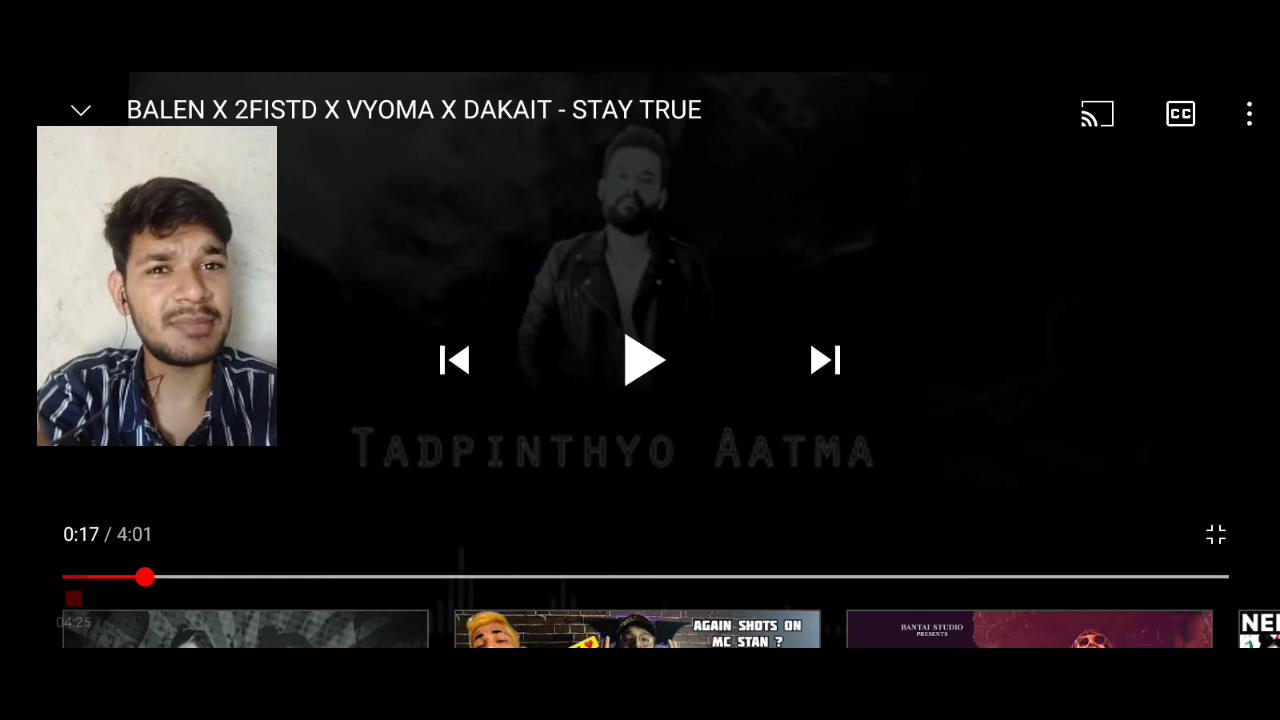 BALEN X 2FISTD X VYOMA X DAKAIT - STAY TRUE
CC
TADPINTHYO AATMA
0:17 / 4:01
04:25
AGAIN SHOTS ON
MC STAN ?
BANTAI STUDIO
PRESENTS